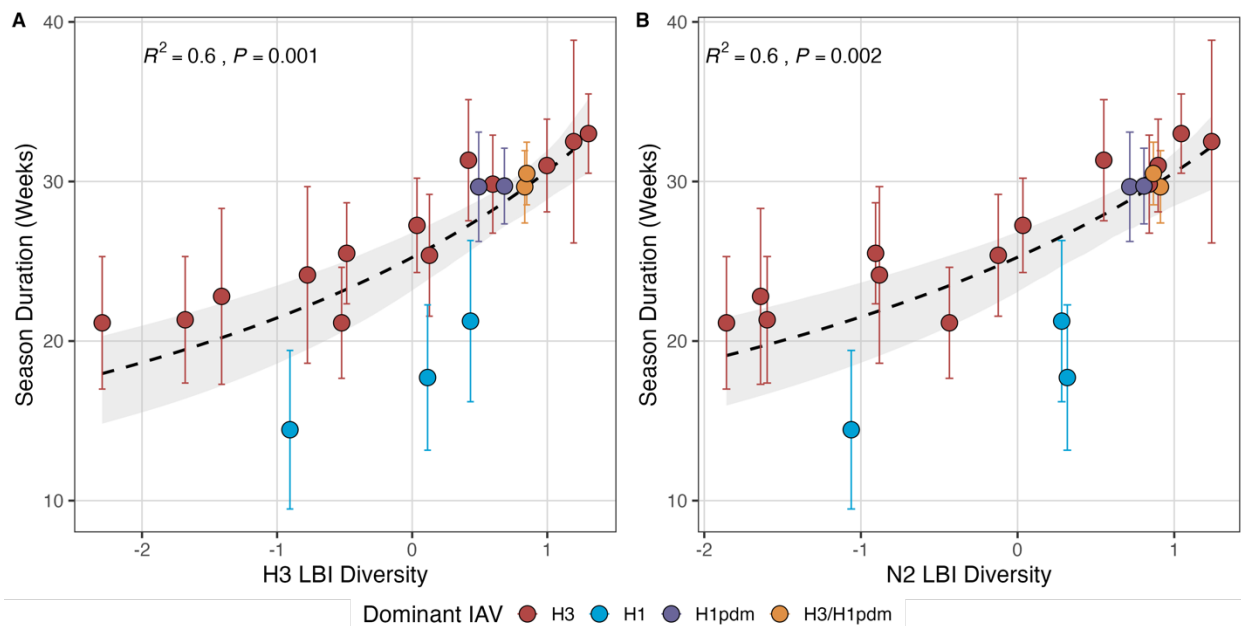 A
R² = 0.6 , P = 0.001
40
30
20
10
Season Duration (Weeks)
-2 -1 0 1
H3 LBI Diversity
B
R² = 0.6 , P = 0.002
40
30
20
10
Season Duration (Weeks)
-2 -1 0 1
N2 LBI Diversity
Dominant IAV H3 H1 H1pdm H3/H1pdm